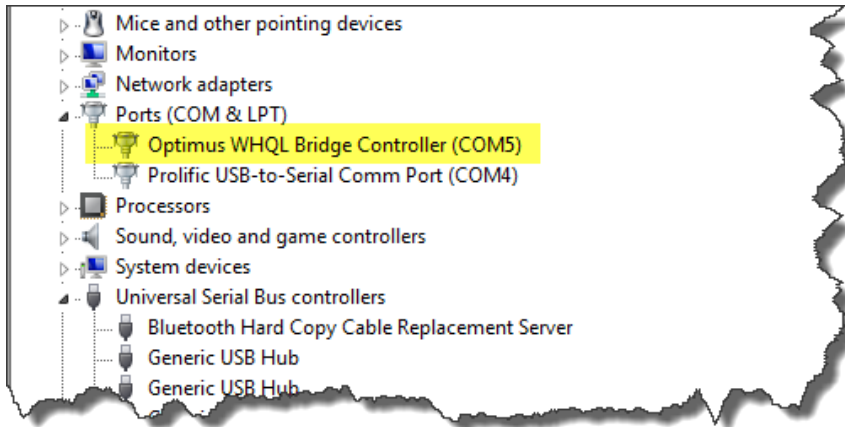 Mice and other pointing devices
Monitors
Network adapters
Ports (COM & LPT)
Optimus WHQL Bridge Controller (COM5)
Prolific USB-to-Serial Comm Port (COM4)
Processors
Sound, video and game controllers
System devices
Universal Serial Bus controllers
Bluetooth Hard Copy Cable Replacement Server
Generic USB Hub
Generic USB Hub